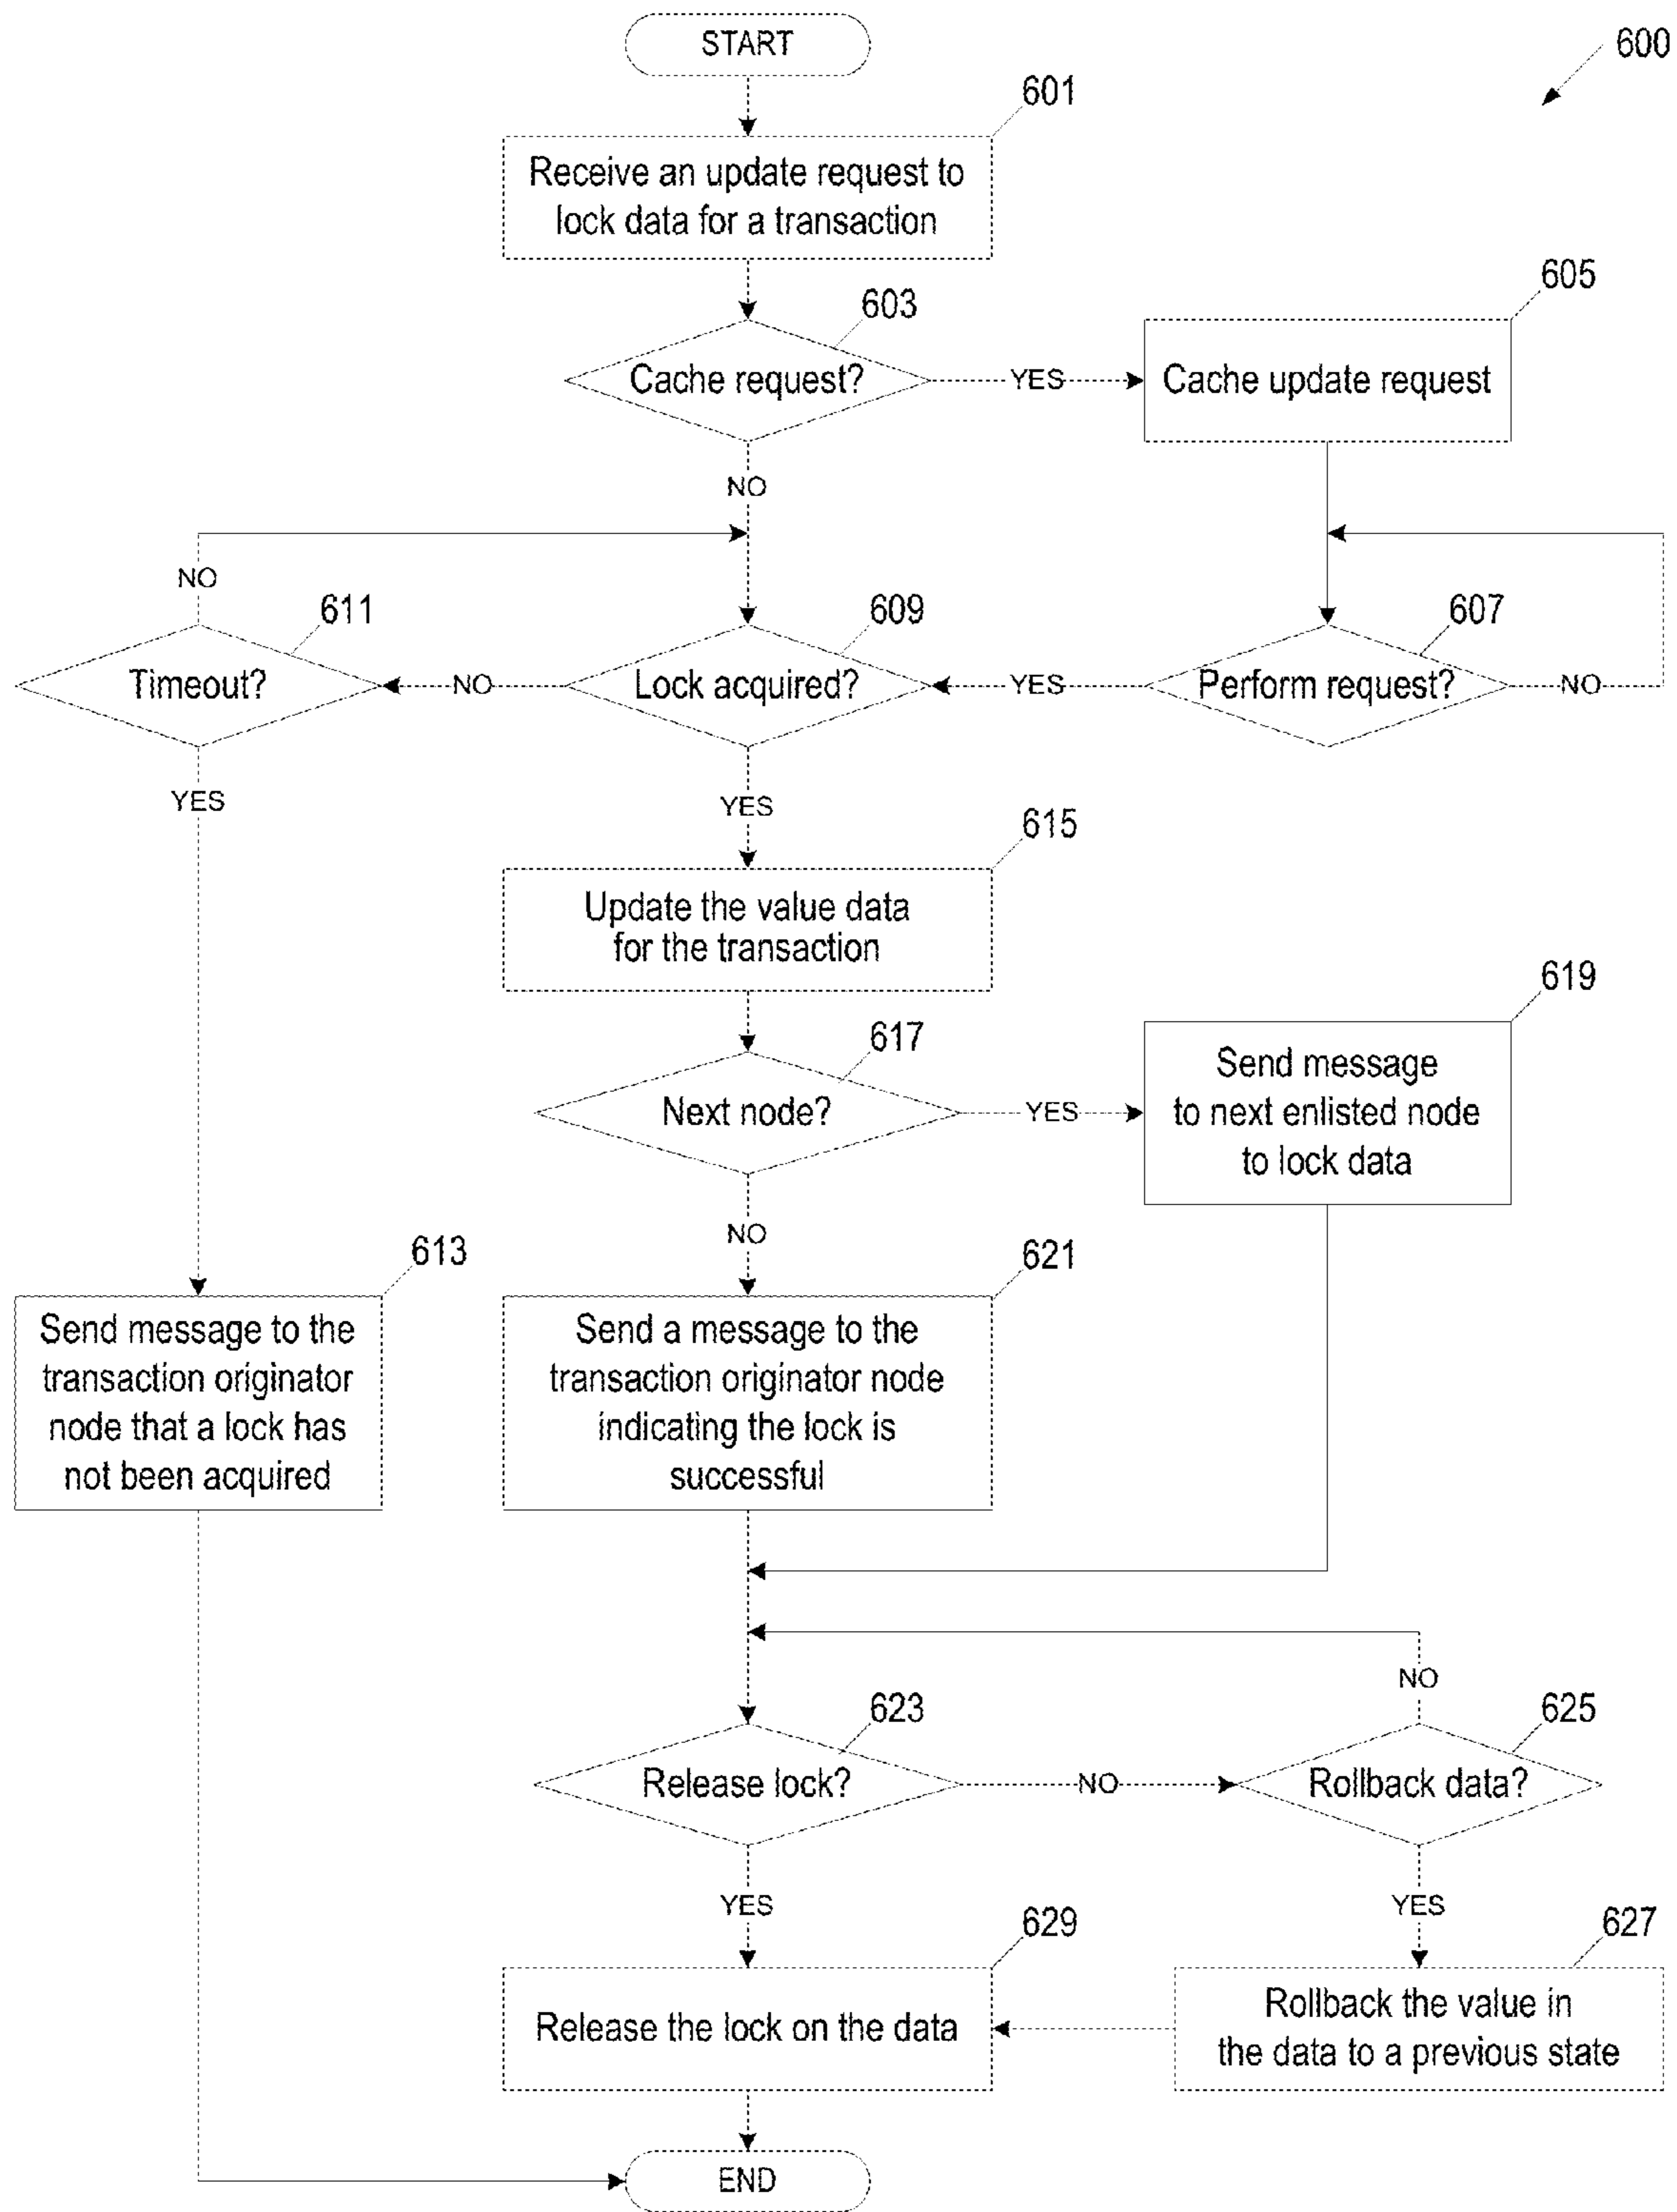 START
600
601
Receive an update request to
lock data for a transaction
603
605
Cache request?
YES
Cache update request
NO
NO
611
609
607
Timeout?
NO
Lock acquired?
YES
Perform request?
NO
YES
YES
615
Update the value data
for the transaction
619
617
Send message
to next enlisted node
to lock data
Next node?
YES
NO
613
621
Send message to the
transaction originator
node that a lock has
not been acquired
Send a message to the
transaction originator node
indicating the lock is
successful
NO
623
625
Release lock?
NO
Rollback data?
YES
YES
629
627
Release the lock on the data
Rollback the value in
the data to a previous state
END